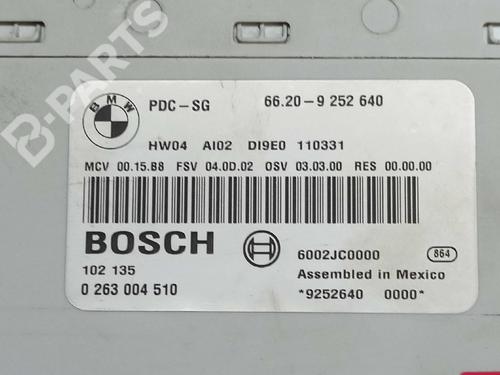 B-PARTS
BMW
PDC-SG 66.20-9 252 640
HW04 AI02 DI9E0 110331
MCV 00.15.B8 FSV 04.0D.02 OSV 03.03.00 RES 00.00.00
BOSCH
102 135
0 263 004 510
6002JC0000 864
Assembled in Mexico
*9252640 0000*